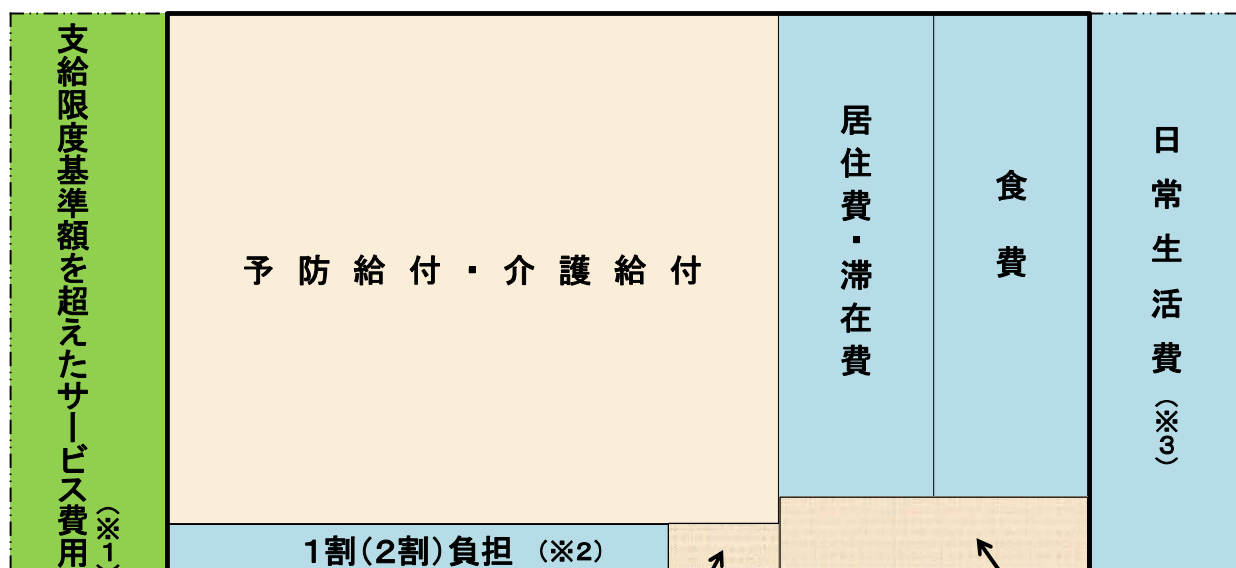 支給限度基準額を超えたサービス費用
（※１）
予防給付・介護給付
居住費・滞在費
食費
日常生活費（※３）
１割（２割）負担（※２）